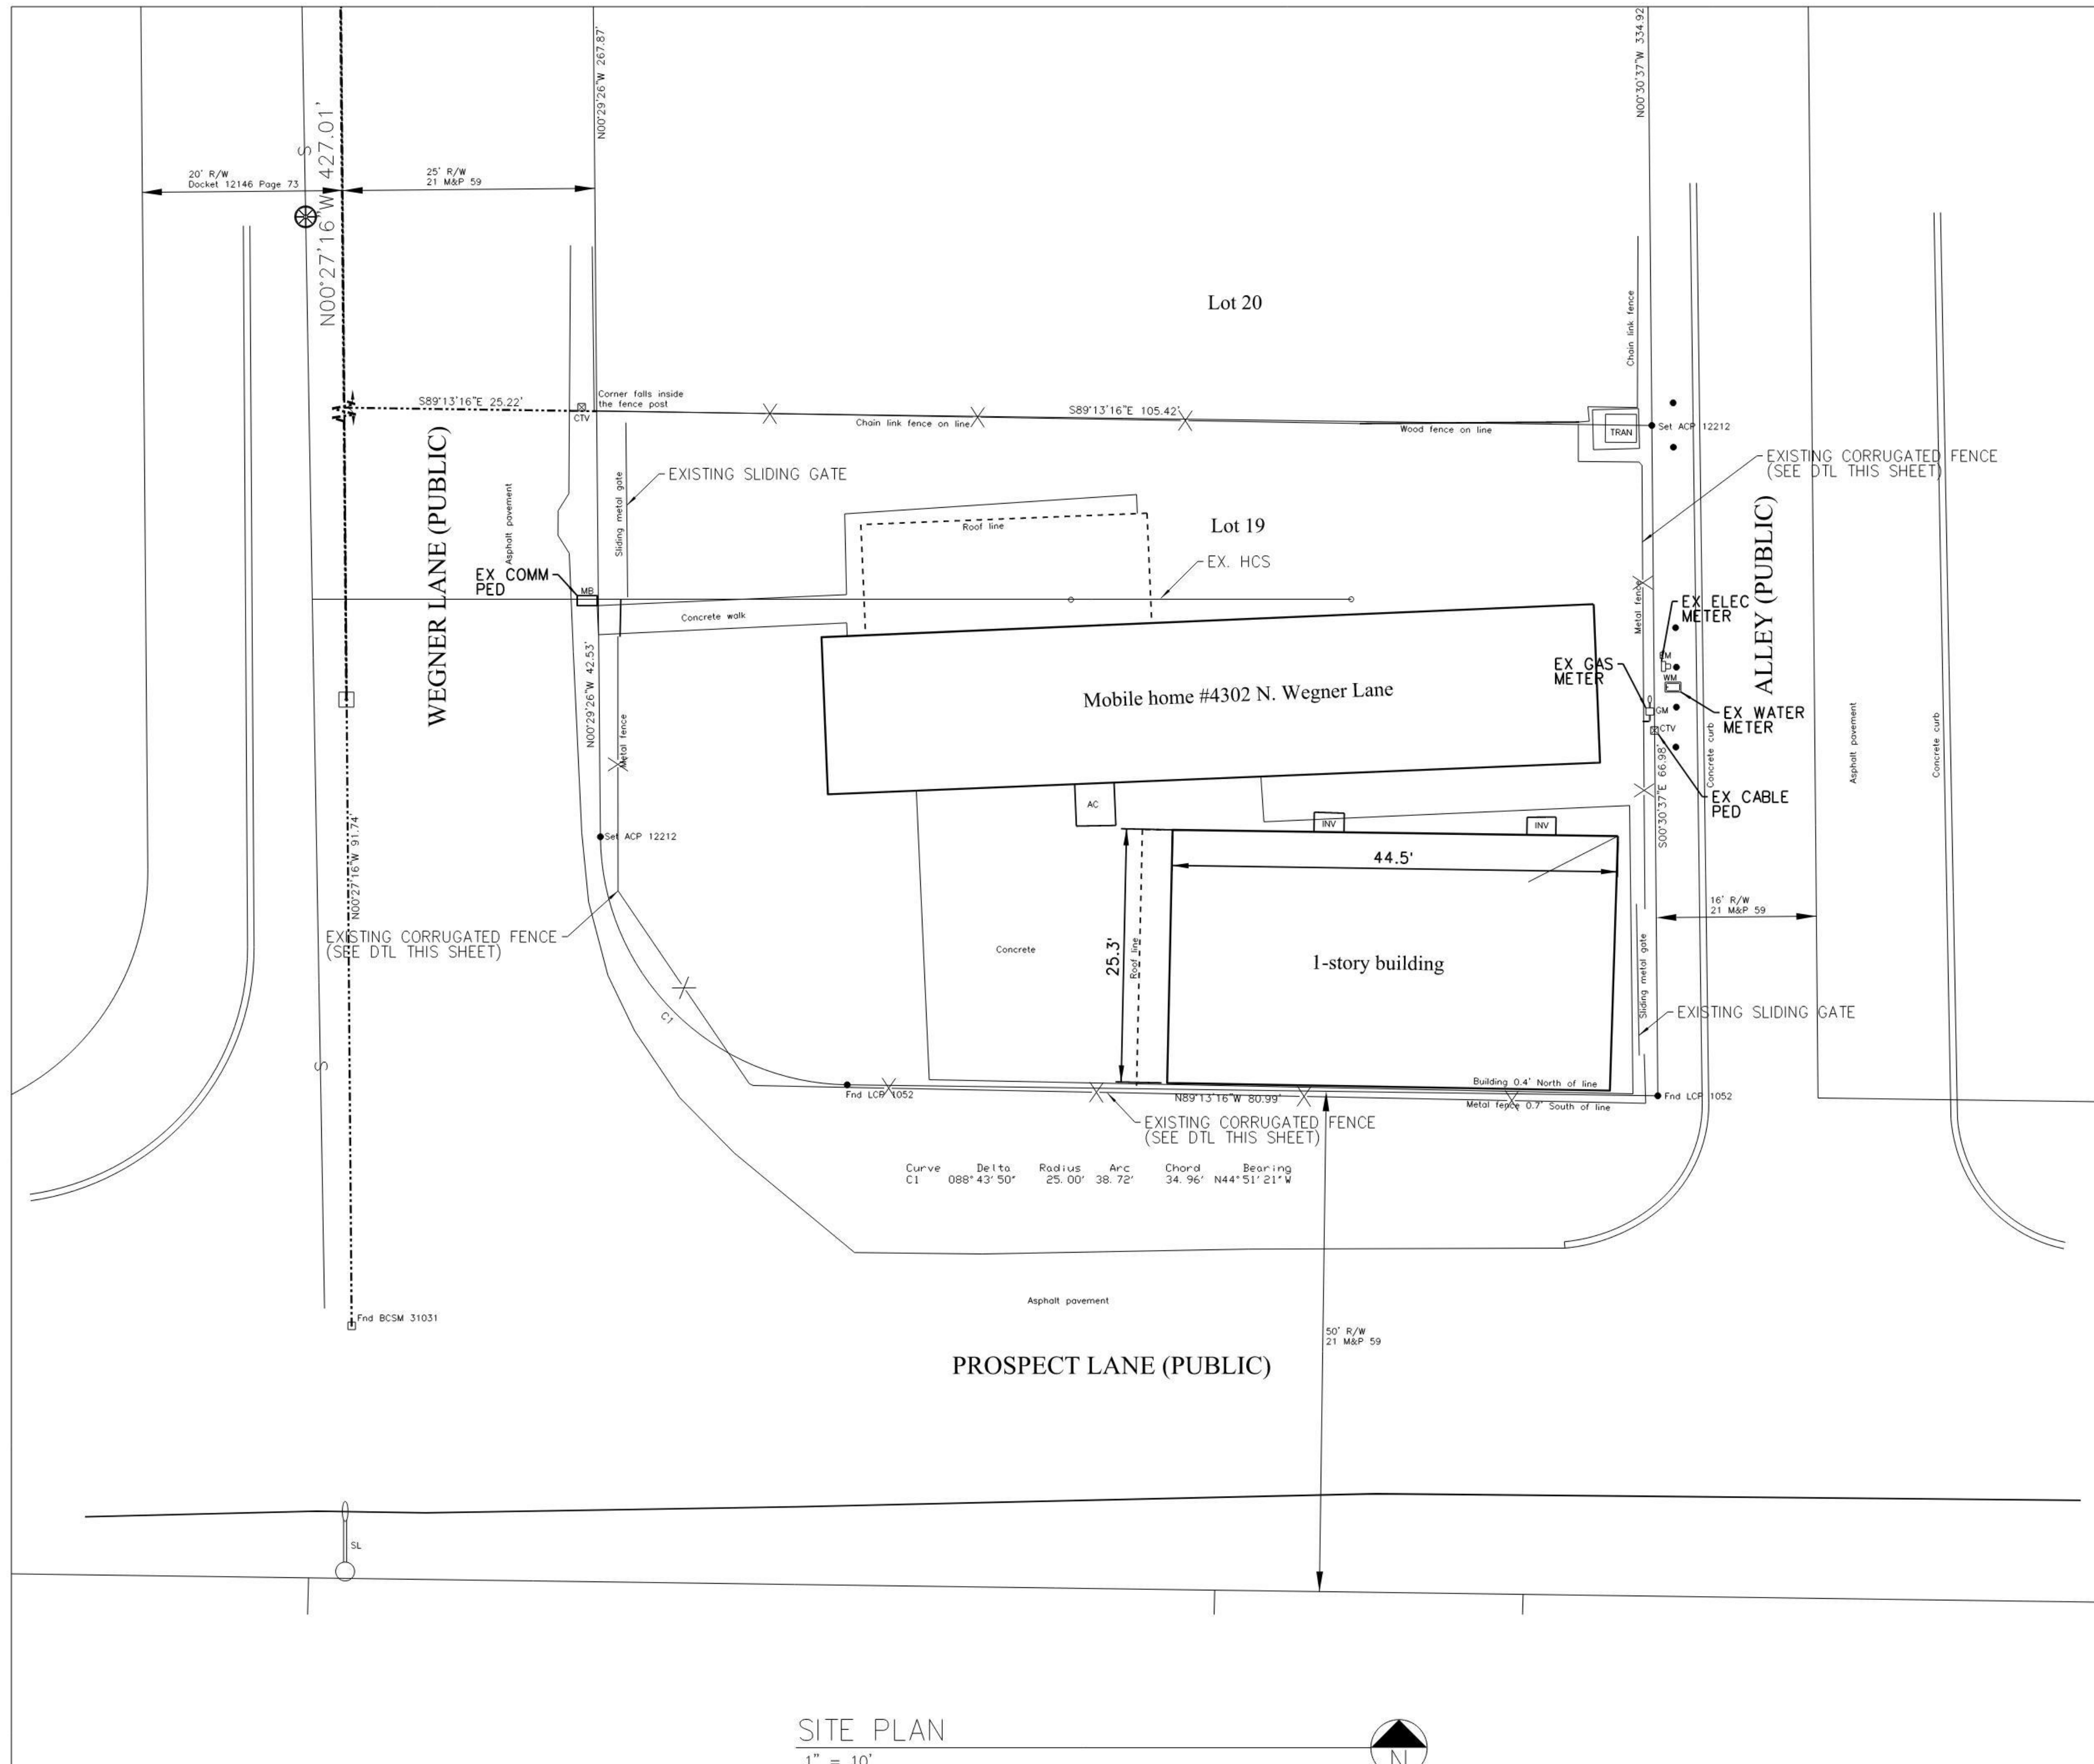 N00°29'26"W 267.87'
N00°30'37"W 334.92
N00°27'16"W 427.01'
S
20' R/W
Docket 12146 Page 73
25' R/W
21 M&P 59
Lot 20
Chain link fence
S89°13'16"E 25.22'
CTV
Corner falls inside
the fence post
S89°13'16"E 105.42'
Chain link fence on line
Wood fence on line
TRAN
Set ACP 12212
EXISTING CORRUGATED FENCE
(SEE DTL THIS SHEET)
WEGNER LANE (PUBLIC)
Asphalt pavement
Sliding metal gate
EXISTING SLIDING GATE
Roof line
Lot 19
EX. HCS
ALLEY (PUBLIC)
EX COMM
PED
MB
Concrete walk
Metal fence
EX ELEC
METER
EM
WM
EX GAS
METER
GM
CTV
EX WATER
METER
EX CABLE
PED
Concrete curb
Asphalt pavement
Concrete curb
N00°29'26"W 42.53'
Metal fence
Mobile home #4302 N. Wegner Lane
S00°30'37"E 66.98'
AC
INV
INV
Set ACP 12212
N00°27'16"W 91.74'
44.5'
25.3'
Roof line
16' R/W
21 M&P 59
EXISTING CORRUGATED FENCE
(SEE DTL THIS SHEET)
Concrete
1-story building
Sliding metal gate
EXISTING SLIDING GATE
C1
S
Building 0.4' North of line
Fnd LCP 1052
N89°13'16"W 80.99'
Metal fence 0.7' South of line
Fnd LCP 1052
EXISTING CORRUGATED FENCE
(SEE DTL THIS SHEET)
Curve Delta Radius Arc Chord Bearing
C1 088°43'50" 25.00' 38.72' 34.96' N44°51'21"W
Asphalt pavement
Fnd BCSM 31031
50' R/W
21 M&P 59
PROSPECT LANE (PUBLIC)
SL
SITE PLAN
1" = 10'
N